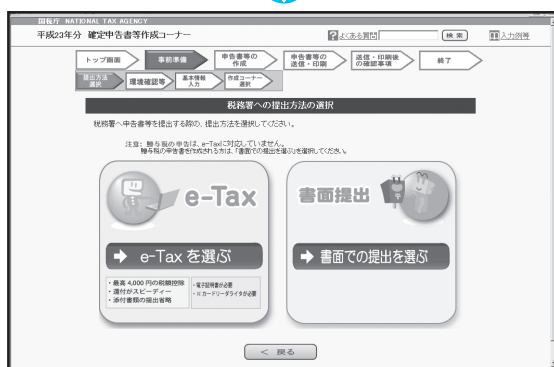 国税庁 NATIONAL TAX AGENCY
平成23年分 確定申告書等作成コーナー
? よくある質問
検索
入力例等
トップ画面
事前準備
申告書等の
作成
申告書等の
送信・印刷
送信・印刷後
の確認事項
終了
提出方法
選択
環境確認等
基本情報
入力
作成コーナー
選択
税務署への提出方法の選択
税務署へ申告書等を提出する際の、提出方法を選択してください。
注意: 贈与税の申告は、e-Taxに対応していません。
贈与税の申告書を作成される方は、「書面での提出を選ぶ」を選択してください。
e-Tax
➡ e-Tax を選ぶ
・最高 4,000 円の税額控除
・還付がスピーディー
・添付書類の提出省略
・電子証明書が必要
・IC カードリーダライタが必要
書面提出
➡ 書面での提出を選ぶ
< 戻る